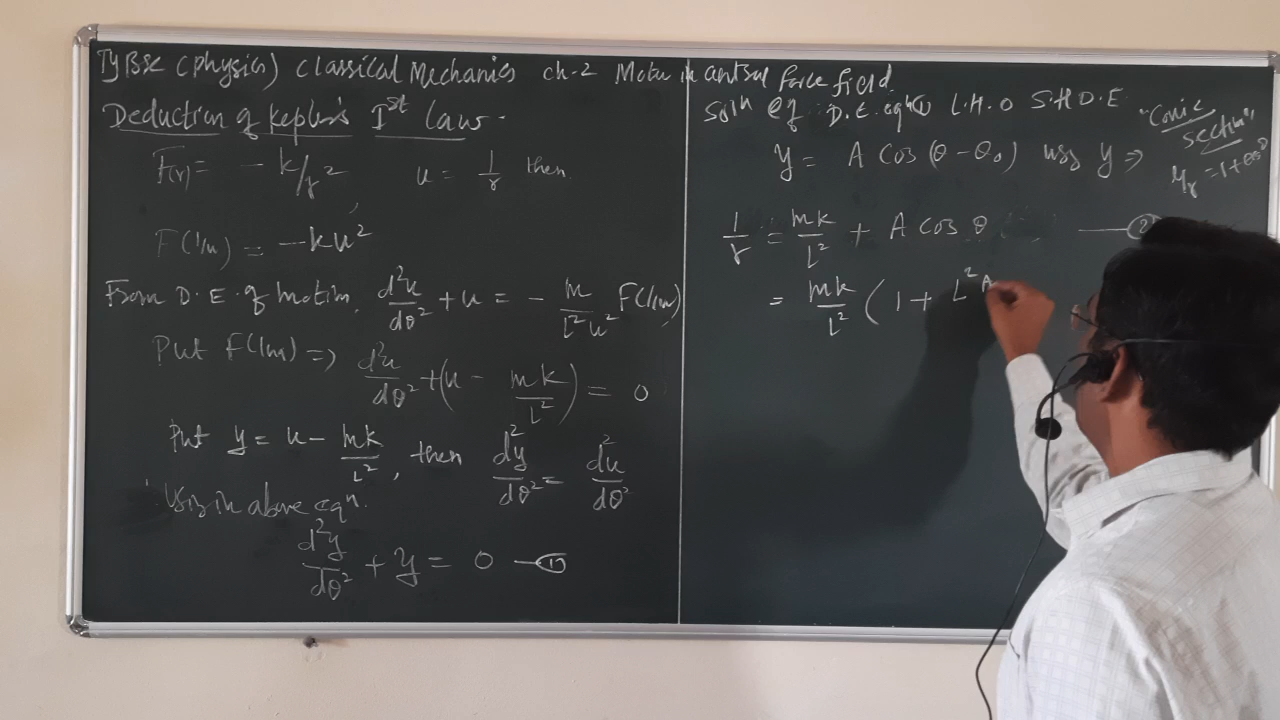 TyBSc (physics) Classical Mechanics ch-2 Motion in central force field.
Deduction of Kepler's Ist law.
F(r) = - k/r² u = 1/r then
F(1/u) = -ku²
From D.E. of motion, d²u/dθ² + u = - m/L²u² F(1/u)
Put F(1/u) ⇒ d²u/dθ² + (u - mk/L²) = 0
Put y = u - mk/L², then d²y/dθ² = d²u/dθ²
Using in above eqn.
d²y/dθ² + y = 0 —(1)
Soln of D.E. eqn(1) L.H.O S.H.D.E
y = A Cos (θ - θ₀) using y ⇒
"Conic section"
= 1 + e cosθ
1/r = mk/L² + A cos θ —(2)
= mk/L² ( 1 + L²A